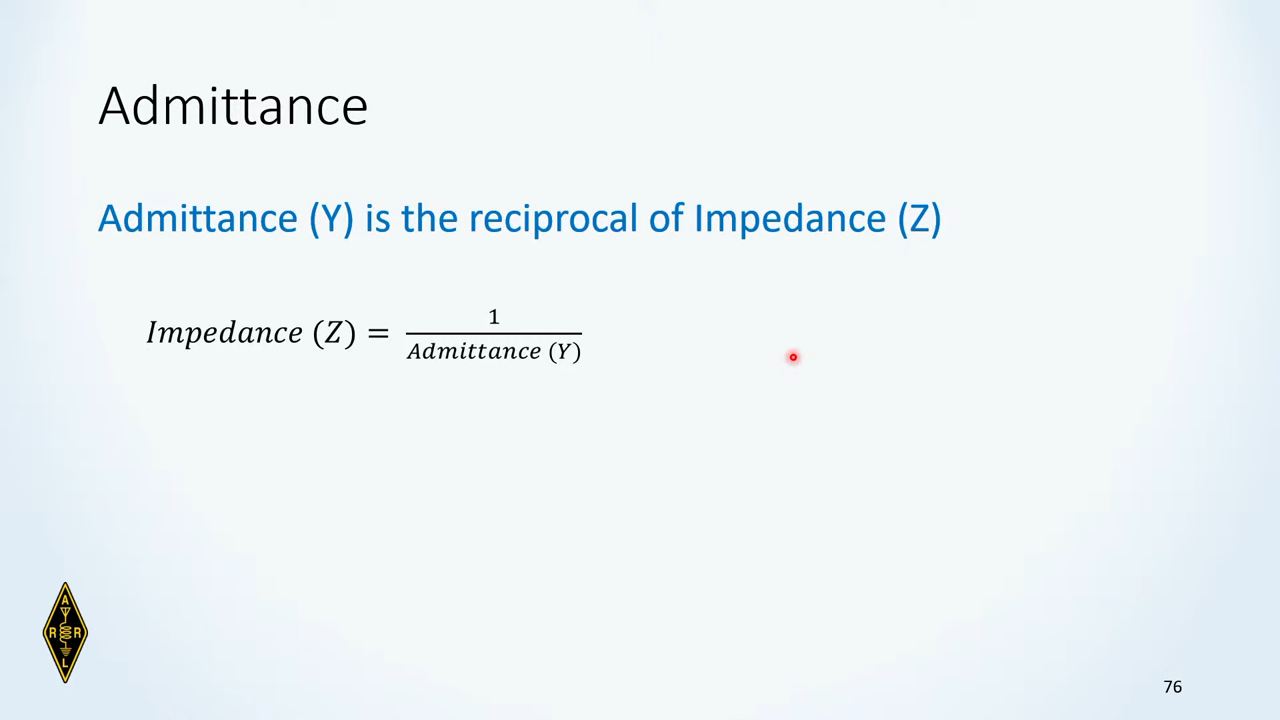 Admittance
Admittance (Y) is the reciprocal of Impedance (Z)
Impedance (Z) = 1 / Admittance (Y)
A
R R
L
76